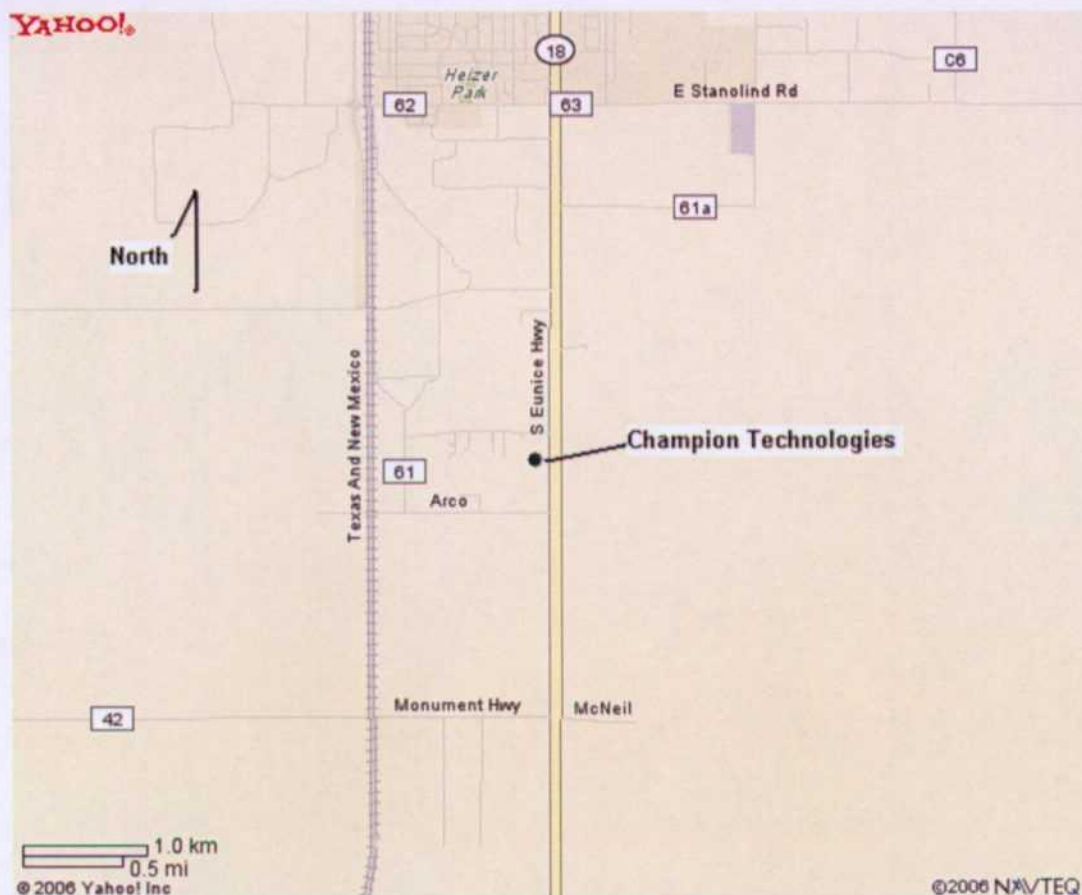 YAHOO!®
18
C6
Heizer
Park
62
63
E Stanolind Rd
61a
North
S Eunice Hwy
Texas And New Mexico
Champion Technologies
61
Arco
Monument Hwy
McNeil
42
1.0 km
0.5 mi
© 2006 Yahoo! Inc
©2006 NAVTEQ